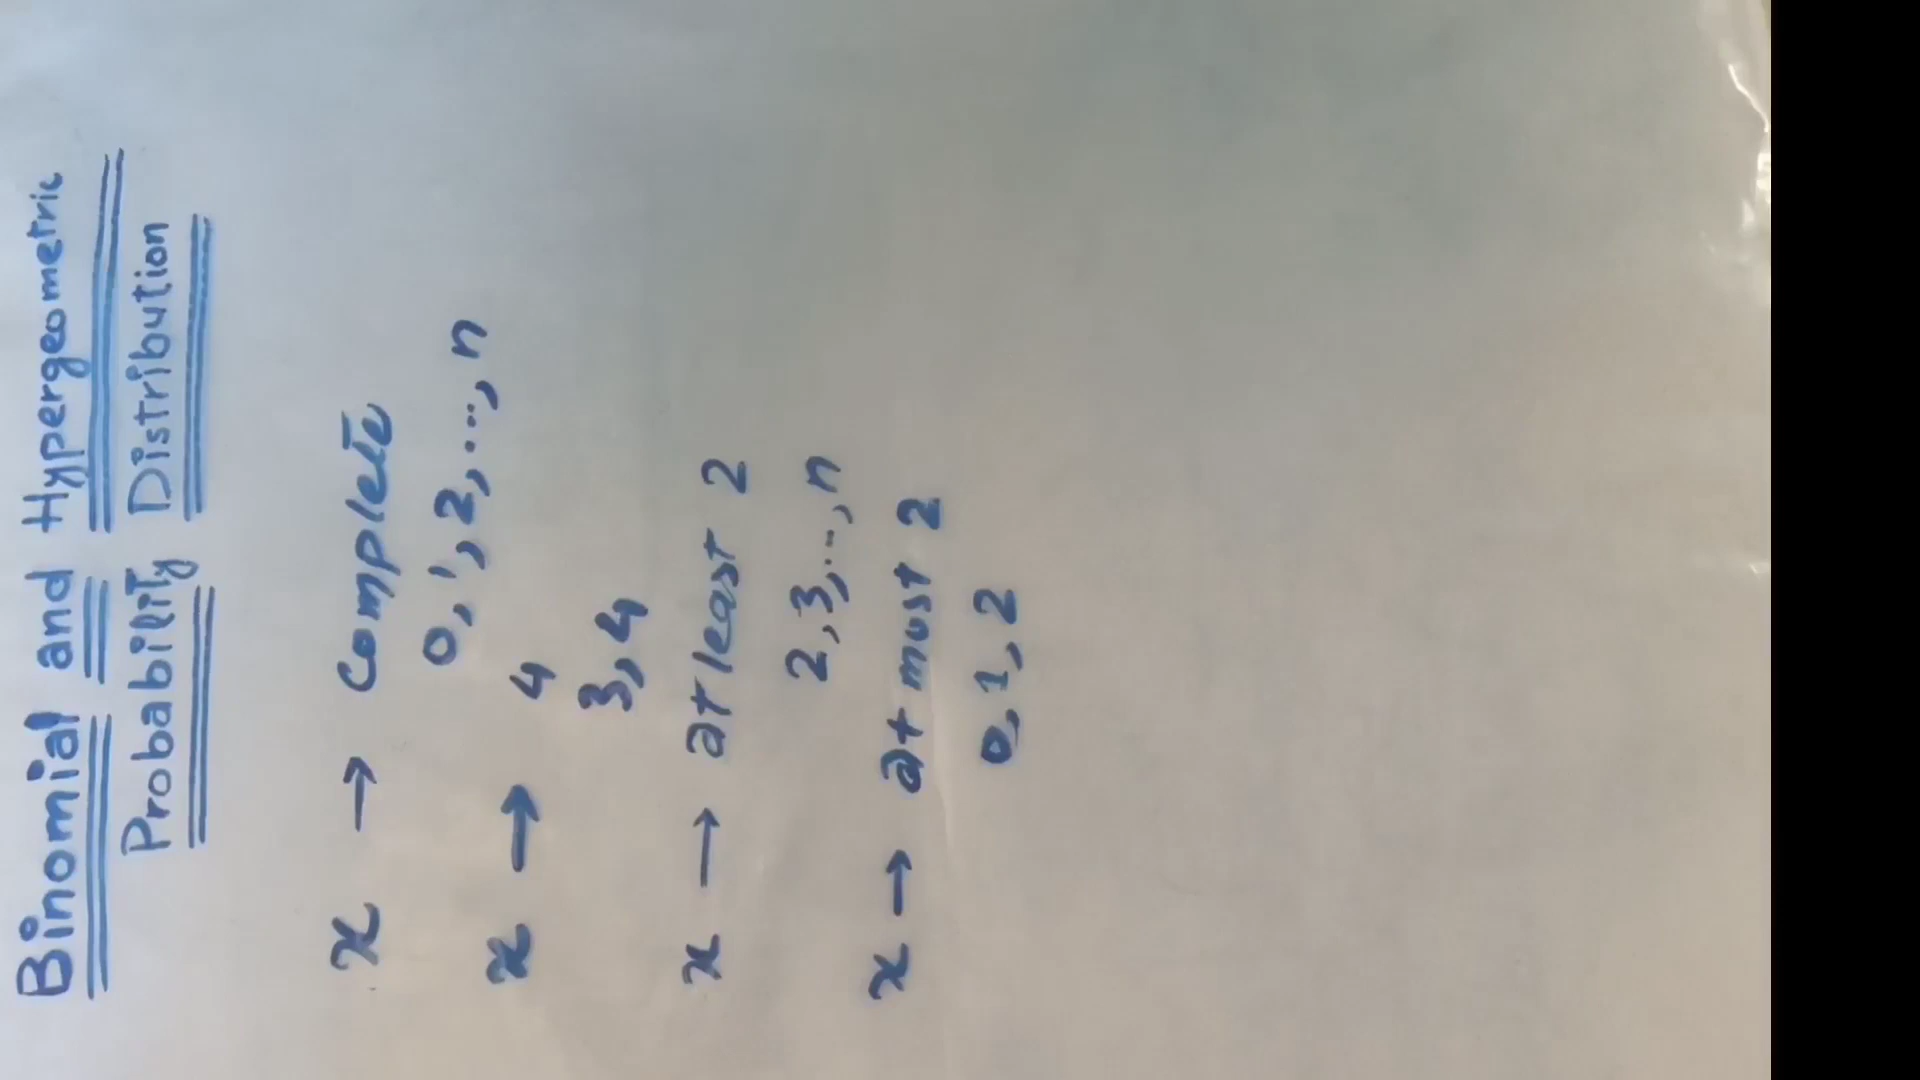 Binomial and Hypergeometric
Probability Distribution
x → Complete
0, 1, 2, ..., n
x → 4
3, 4
x → at least 2
2, 3, ..., n
x → at most 2
0, 1, 2